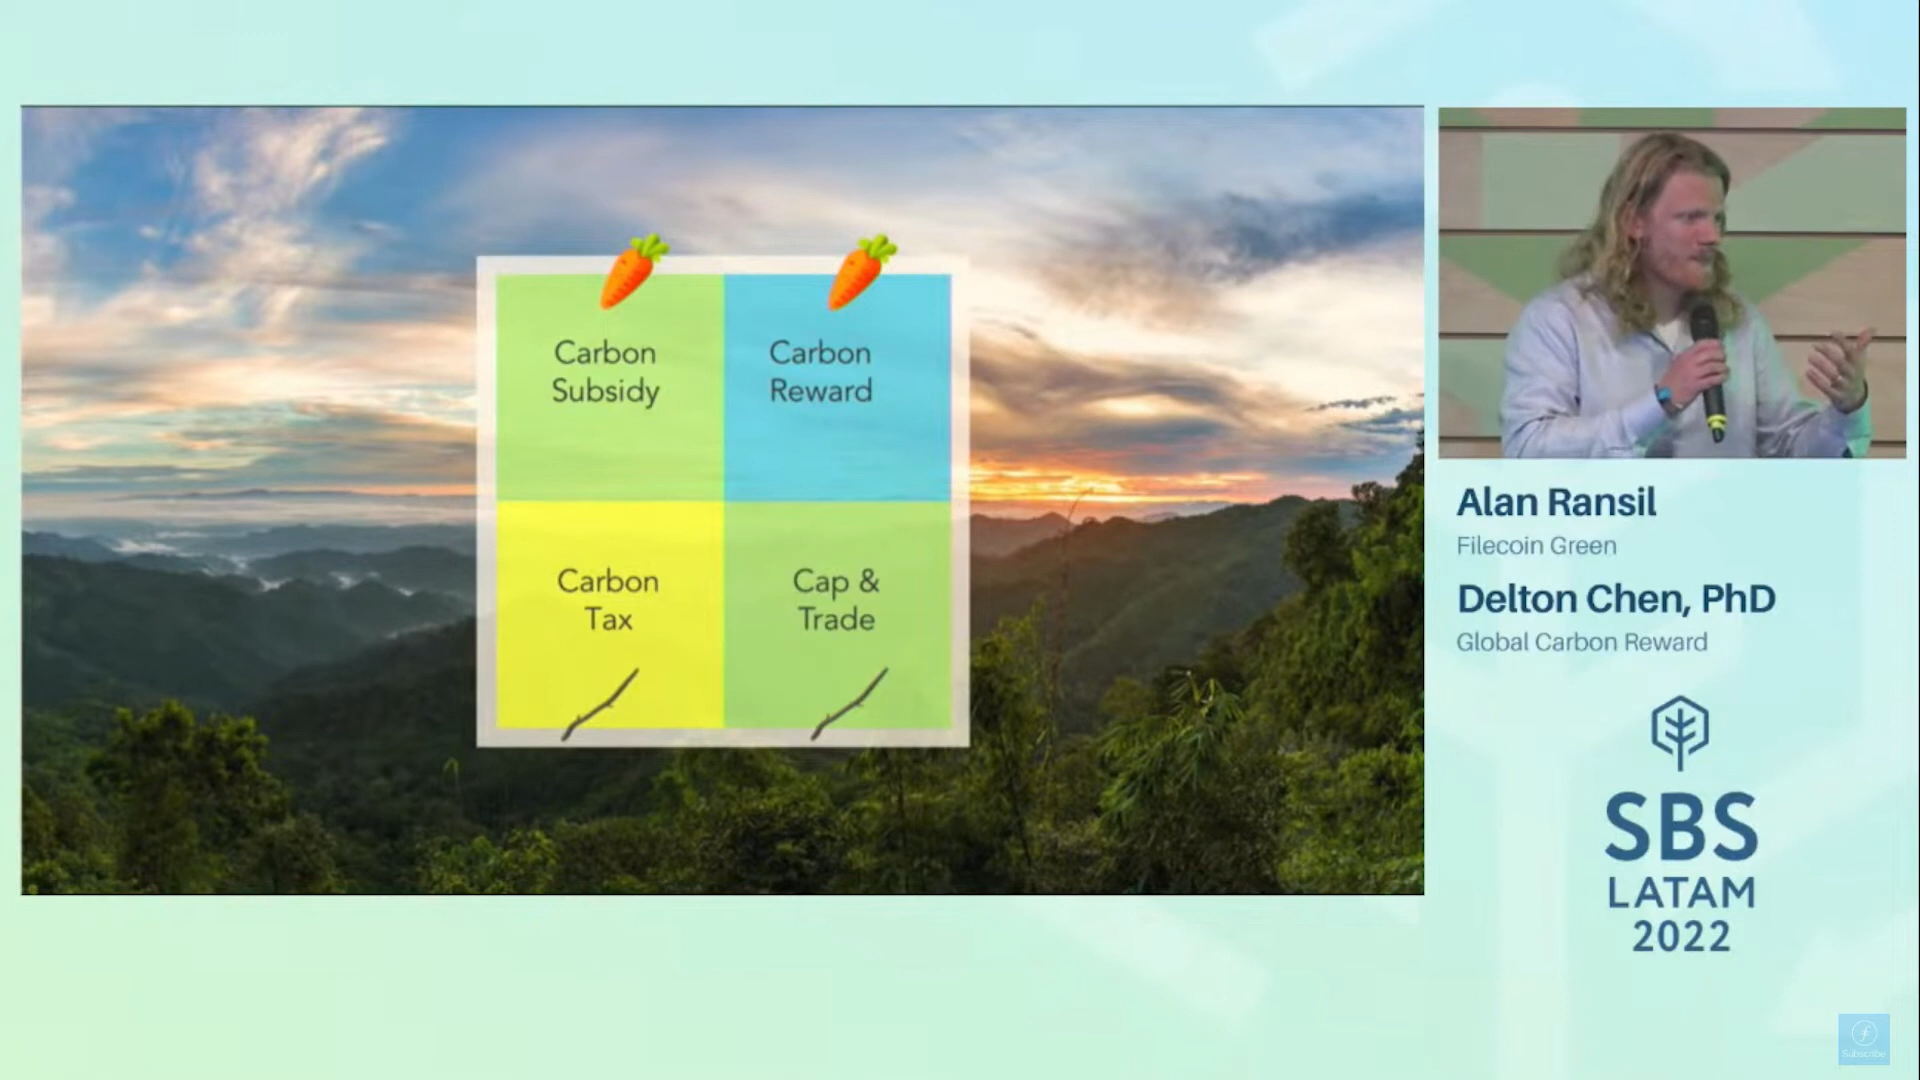 Carbon
Subsidy
Carbon
Reward
Carbon
Tax
Cap &
Trade
Alan Ransil
Filecoin Green
Delton Chen, PhD
Global Carbon Reward
SBS
LATAM
2022
Subscribe